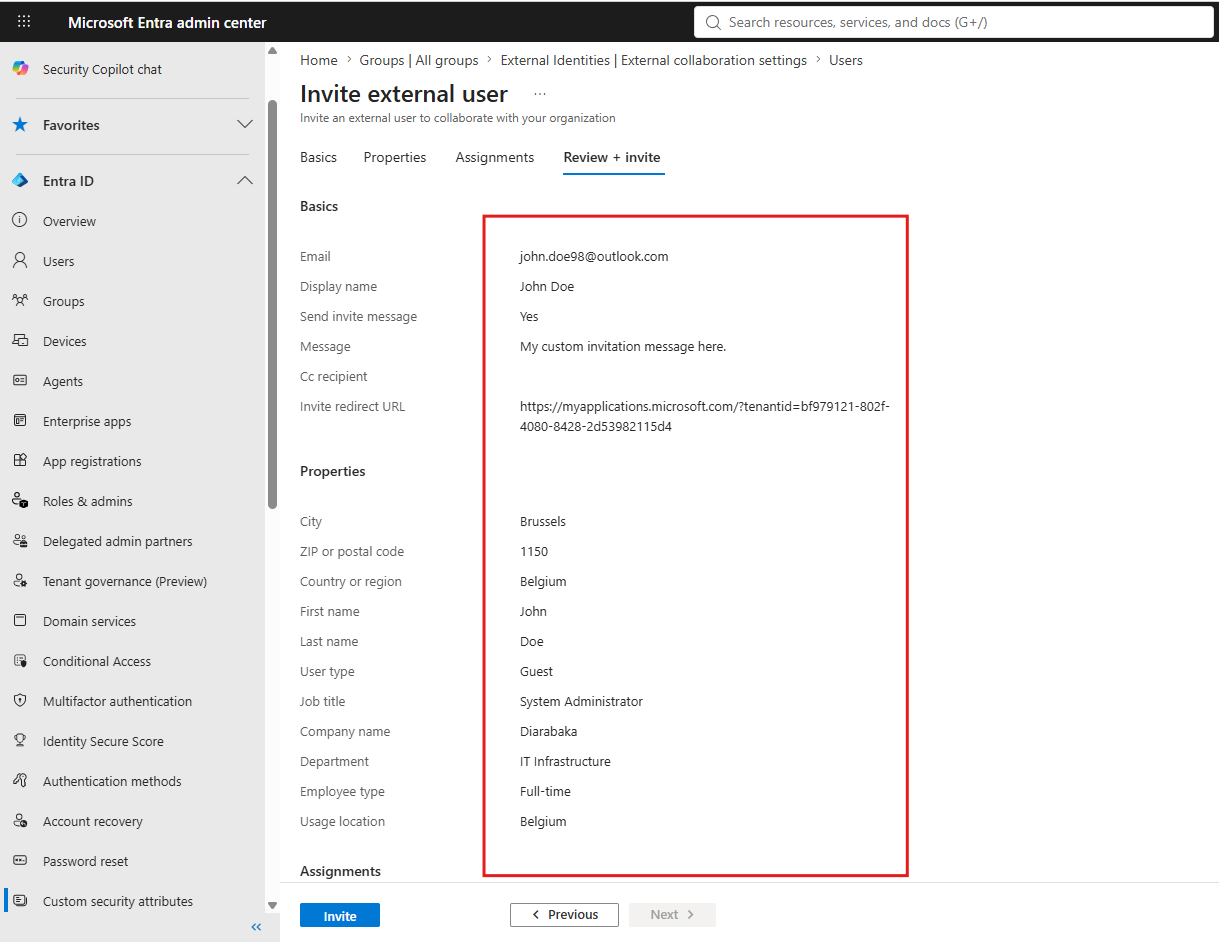 Microsoft Entra admin center
Search resources, services, and docs (G+/)
Security Copilot chat
Favorites
Entra ID
Overview
Users
Groups
Devices
Agents
Enterprise apps
App registrations
Roles & admins
Delegated admin partners
Tenant governance (Preview)
Domain services
Conditional Access
Multifactor authentication
Identity Secure Score
Authentication methods
Account recovery
Password reset
Custom security attributes
Home > Groups | All groups > External Identities | External collaboration settings > Users
Invite external user ...
Invite an external user to collaborate with your organization
Basics Properties Assignments Review + invite
Basics
Email john.doe98@outlook.com
Display name John Doe
Send invite message Yes
Message My custom invitation message here.
Cc recipient
Invite redirect URL https://myapplications.microsoft.com/?tenantid=bf979121-802f-
4080-8428-2d53982115d4
Properties
City Brussels
ZIP or postal code 1150
Country or region Belgium
First name John
Last name Doe
User type Guest
Job title System Administrator
Company name Diarabaka
Department IT Infrastructure
Employee type Full-time
Usage location Belgium
Assignments
Invite < Previous Next >